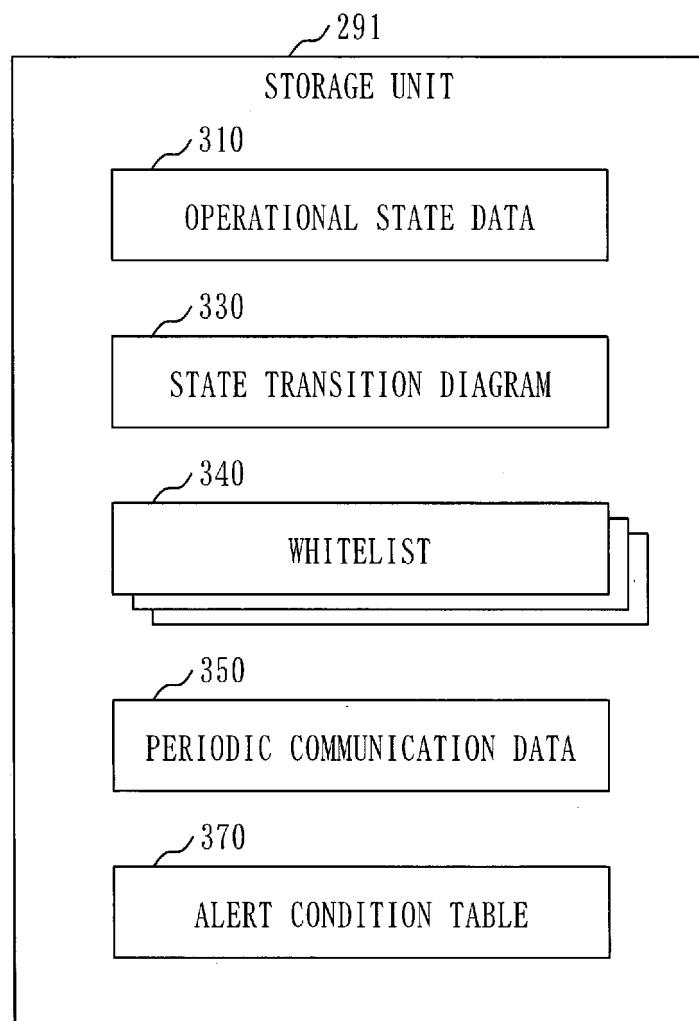 291
STORAGE UNIT
310
OPERATIONAL STATE DATA
330
STATE TRANSITION DIAGRAM
340
WHITELIST
350
PERIODIC COMMUNICATION DATA
370
ALERT CONDITION TABLE